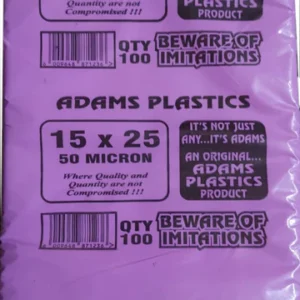 Quantity are not
Compromised !!!
PLASTICS
PRODUCT
QTY
100
BEWARE OF
IMITATIONS
ADAMS PLASTICS
15 x 25
50 MICRON
Where Quality and
Quantity are not
Compromised !!!
IT'S NOT JUST
ANY...IT'S ADAMS
AN ORIGINAL...
ADAMS
PLASTICS
PRODUCT
QTY
100
BEWARE OF
IMITATIONS